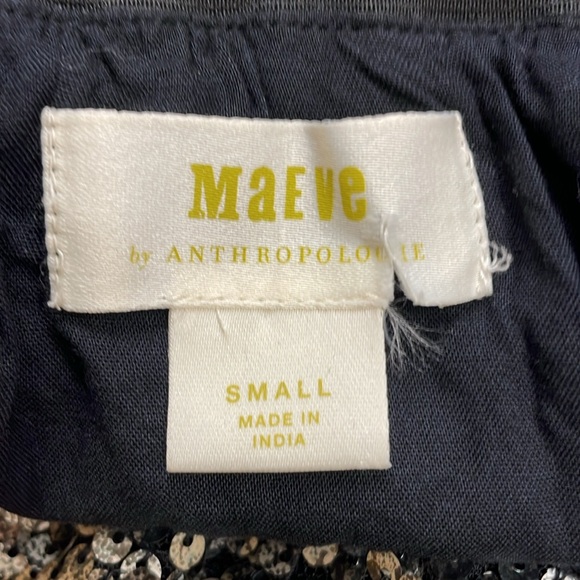 MaEVe
by ANTHROPOLOGIE
SMALL
MADE IN
INDIA